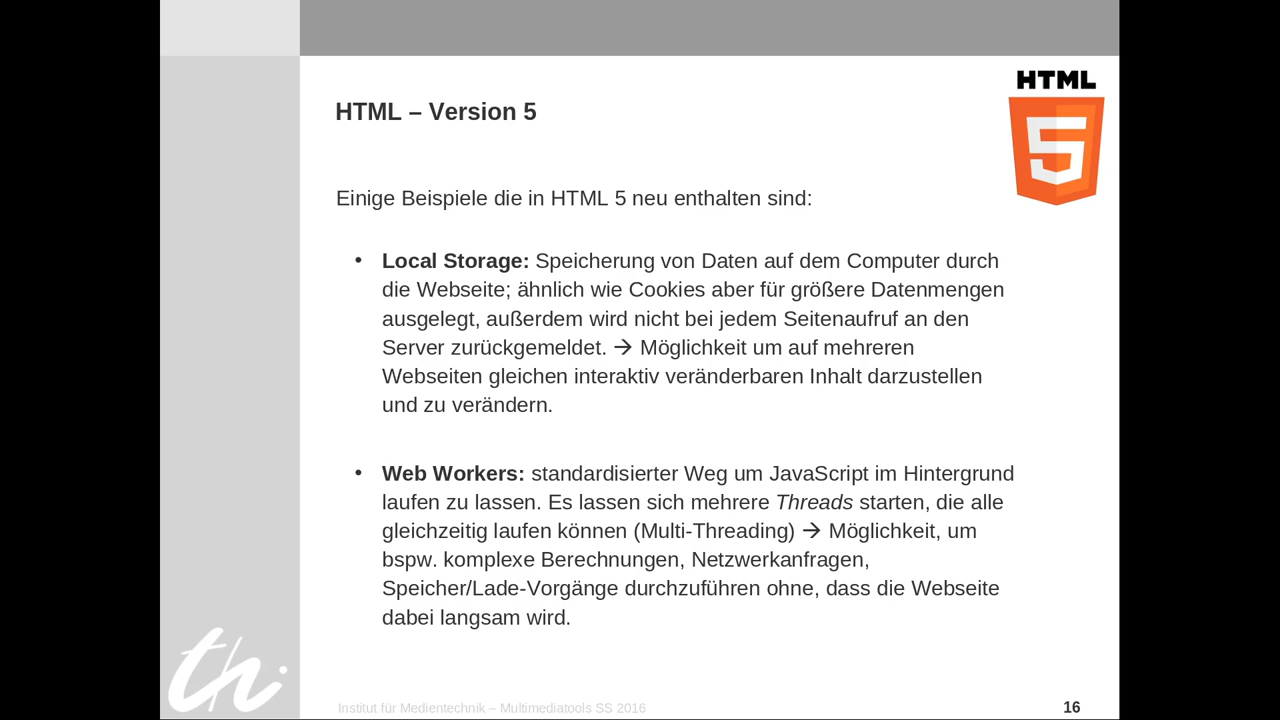 HTML
5
HTML – Version 5
Einige Beispiele die in HTML 5 neu enthalten sind:
• Local Storage: Speicherung von Daten auf dem Computer durch
die Webseite; ähnlich wie Cookies aber für größere Datenmengen
ausgelegt, außerdem wird nicht bei jedem Seitenaufruf an den
Server zurückgemeldet. → Möglichkeit um auf mehreren
Webseiten gleichen interaktiv veränderbaren Inhalt darzustellen
und zu verändern.
• Web Workers: standardisierter Weg um JavaScript im Hintergrund
laufen zu lassen. Es lassen sich mehrere Threads starten, die alle
gleichzeitig laufen können (Multi-Threading) → Möglichkeit, um
bspw. komplexe Berechnungen, Netzwerkanfragen,
Speicher/Lade-Vorgänge durchzuführen ohne, dass die Webseite
dabei langsam wird.
th
Institut für Medientechnik – Multimediatools SS 2016
16